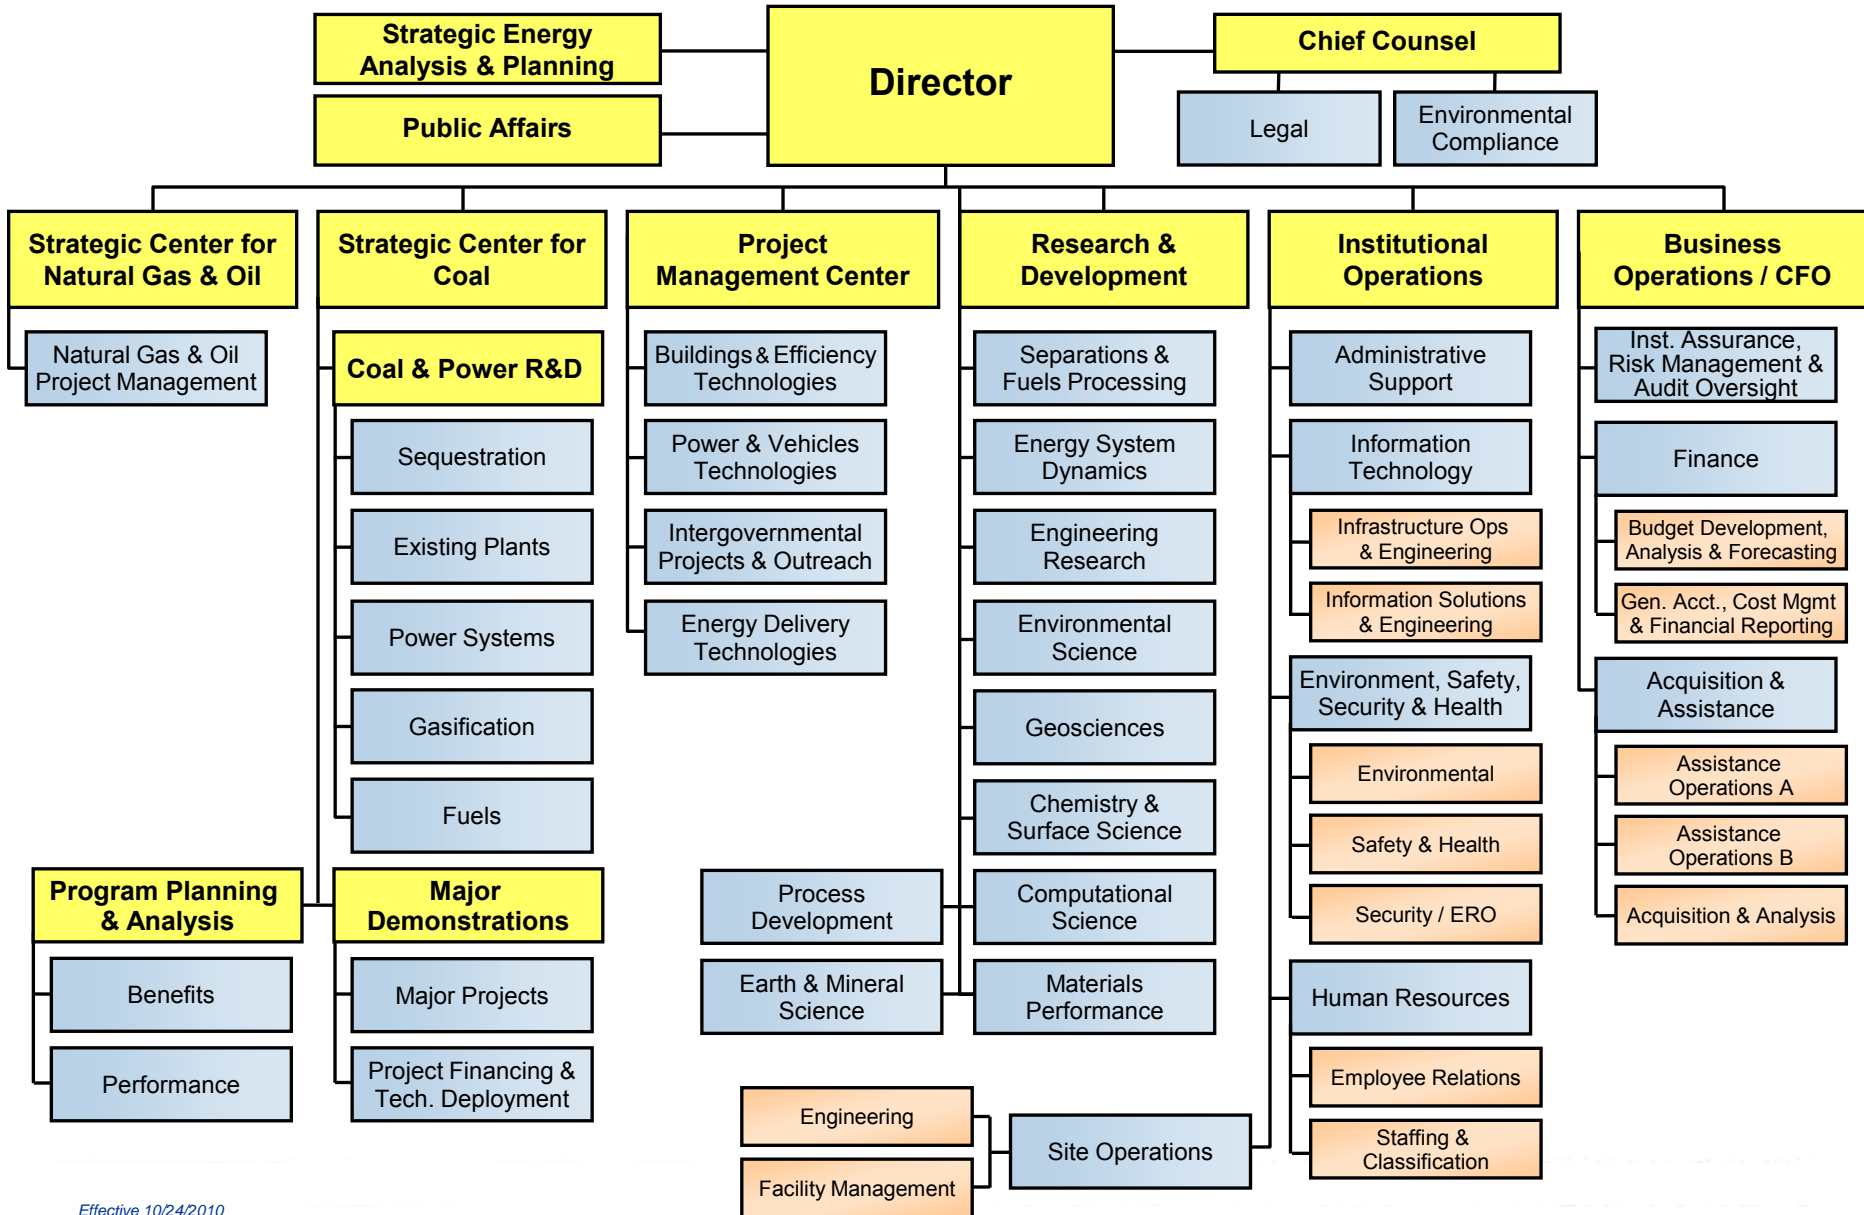 Strategic Energy
Analysis & Planning
Public Affairs
Director
Chief Counsel
Legal
Environmental
Compliance
Strategic Center for
Natural Gas & Oil
Natural Gas & Oil
Project Management
Strategic Center for
Coal
Coal & Power R&D
Sequestration
Existing Plants
Power Systems
Gasification
Fuels
Program Planning
& Analysis
Benefits
Performance
Major
Demonstrations
Major Projects
Project Financing &
Tech. Deployment
Project
Management Center
Buildings & Efficiency
Technologies
Power & Vehicles
Technologies
Intergovernmental
Projects & Outreach
Energy Delivery
Technologies
Research &
Development
Separations &
Fuels Processing
Energy System
Dynamics
Engineering
Research
Environmental
Science
Geosciences
Chemistry &
Surface Science
Process
Development
Computational
Science
Earth & Mineral
Science
Materials
Performance
Institutional
Operations
Administrative
Support
Information
Technology
Infrastructure Ops
& Engineering
Information Solutions
& Engineering
Environment, Safety,
Security & Health
Environmental
Safety & Health
Security / ERO
Human Resources
Employee Relations
Staffing &
Classification
Site Operations
Engineering
Facility Management
Business
Operations / CFO
Inst. Assurance,
Risk Management &
Audit Oversight
Finance
Budget Development,
Analysis & Forecasting
Gen. Acct., Cost Mgmt
& Financial Reporting
Acquisition &
Assistance
Assistance
Operations A
Assistance
Operations B
Acquisition & Analysis
Effective 10/24/2010